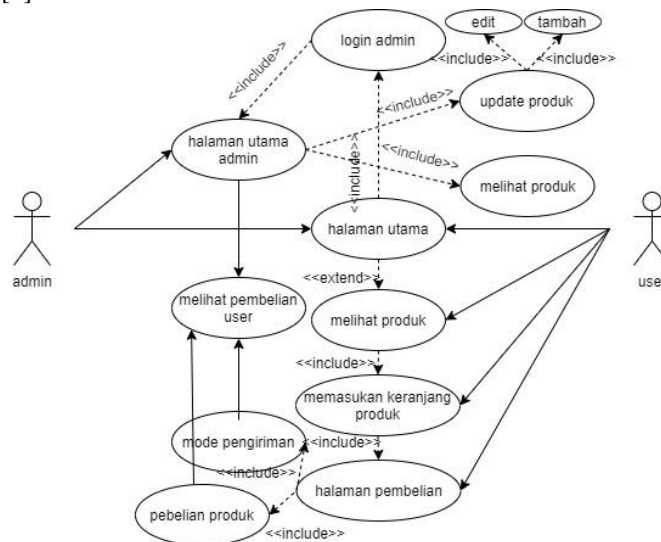 edit
tambah
login admin
<<include>>
<<include>>
<<include>>
<<include>>
update produk
halaman utama
admin
<<include>>
<<include>>
melihat produk
halaman utama
admin
<<extend>>
melihat pembelian
user
melihat produk
<<include>>
memasukan keranjang
produk
mode pengiriman
<<include>>
<<include>>
halaman pembelian
pebelian produk
<<include>>